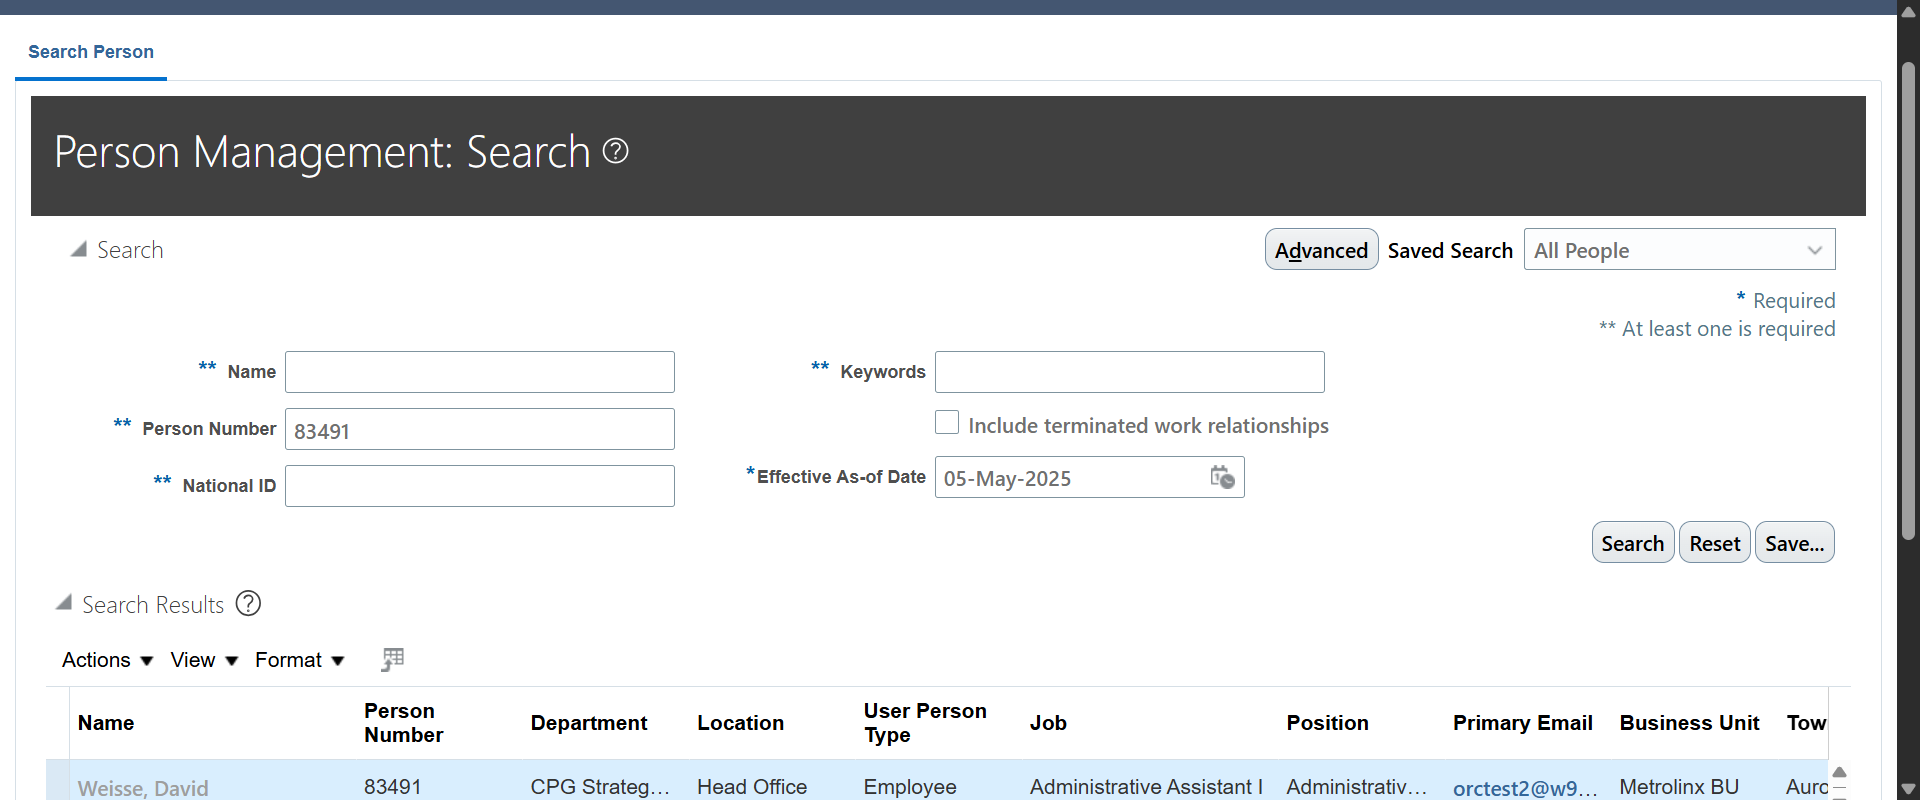 Search Person
Person Management: Search
Search
Advanced Saved Search All People
* Required
** At least one is required
** Name
** Keywords
** Person Number 83491
Include terminated work relationships
** National ID
*Effective As-of Date 05-May-2025
Search Reset Save...
Search Results
Actions View Format
Name Person Number Department Location User Person Type Job Position Primary Email Business Unit Tow
Weisse, David 83491 CPG Strateg... Head Office Employee Administrative Assistant I Administrativ... orctest2@w9... Metrolinx BU Auro